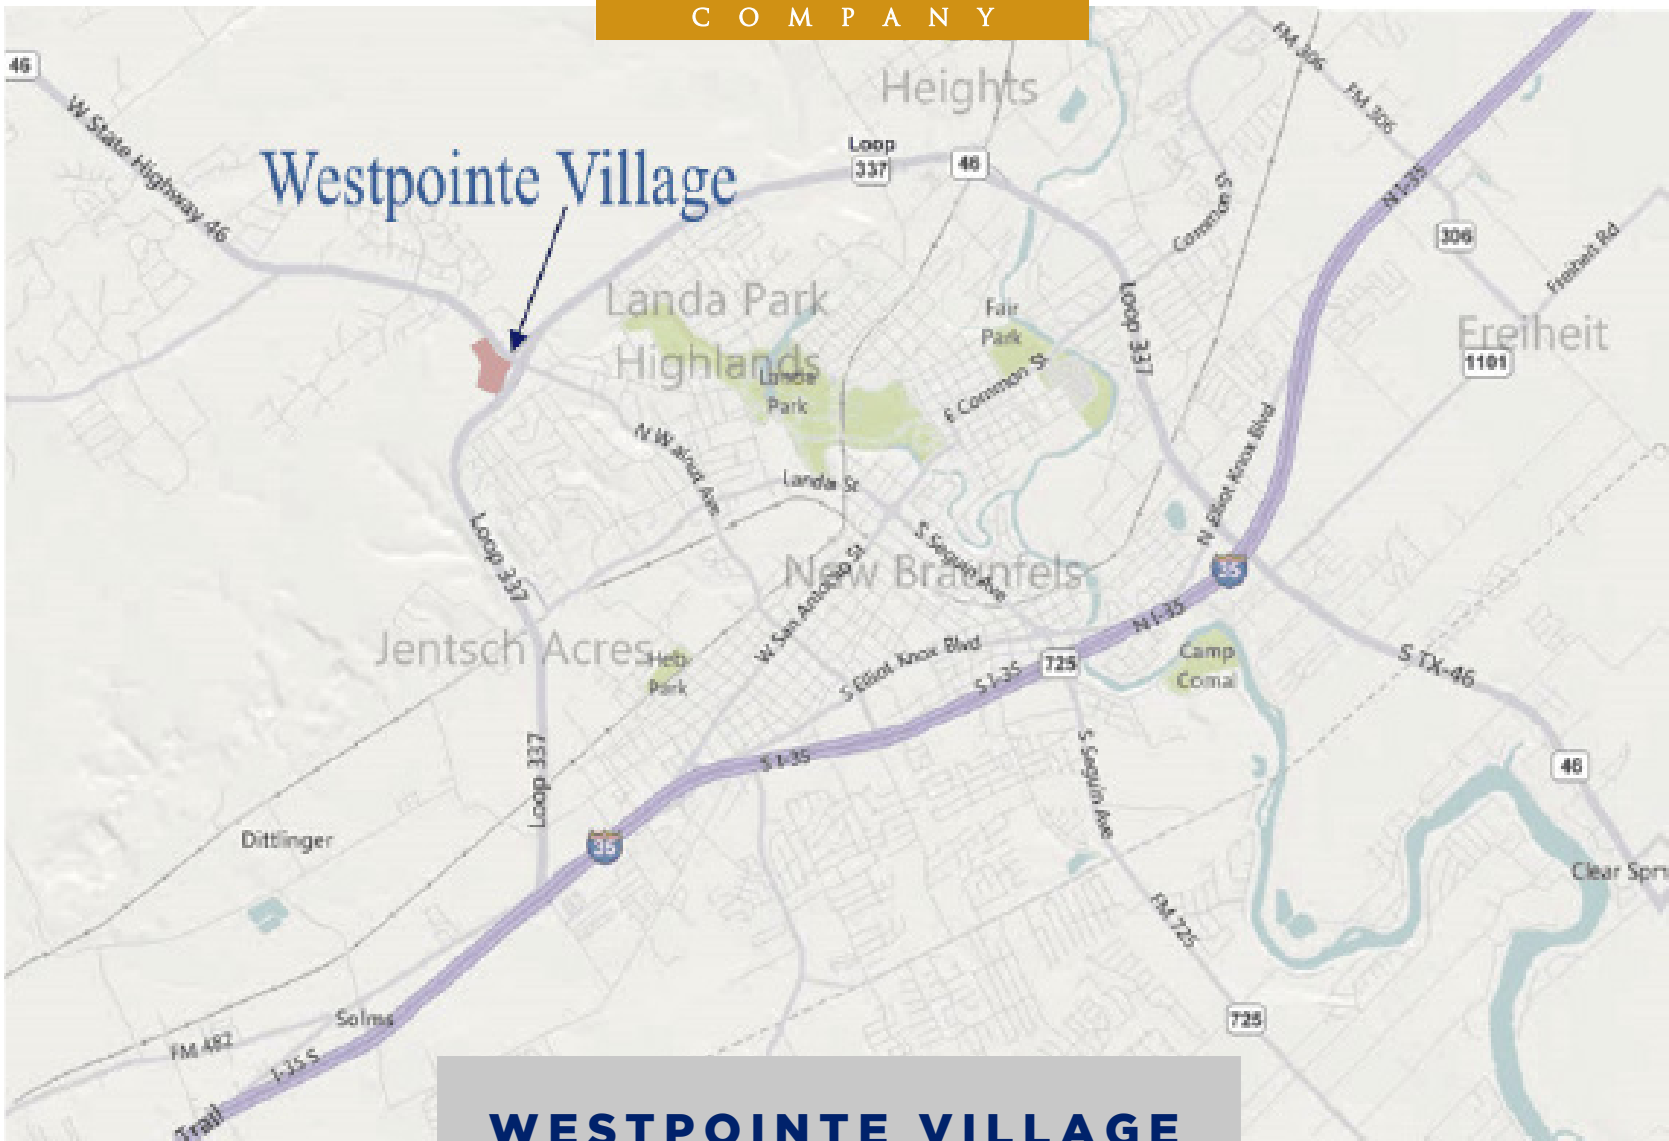 COMPANY
46
FM 306
Heights
FM 306
W State Highway 46
Loop
337
46
N I-35
Westpointe Village
Common St
306
Freiheit Rd
Landa Park
Highlands
Fair
Park
Loop 337
Freiheit
1101
Park
E Common St
N Walnut Ave
N Elliot Knox Blvd
Landa St
Loop 337
S Seguin Ave
New Braunfels
35
W San Antonio St
N I-35
Jentsch Acres
Park
S Elliot Knox Blvd
S I-35
725
Camp
Comal
S TX-46
Loop 337
S I-35
S Seguin Ave
46
Dittlinger
35
Clear Spri
FM 725
Solms
725
FM 482
I-35 S
Trail
WESTPOINTE VILLAGE